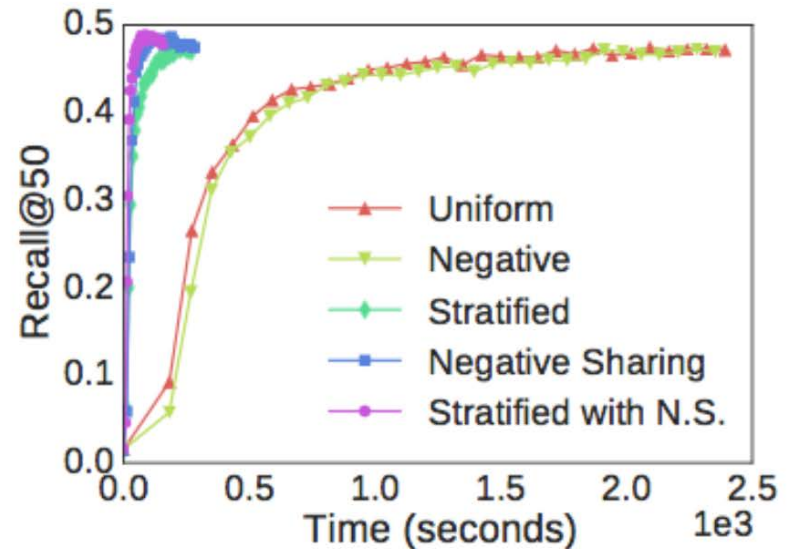 Recall@50
0.5
0.4
0.3
0.2
0.1
0.0
Uniform
Negative
Stratified
Negative Sharing
Stratified with N.S.
0.0 0.5 1.0 1.5 2.0 2.5
Time (seconds) 1e3